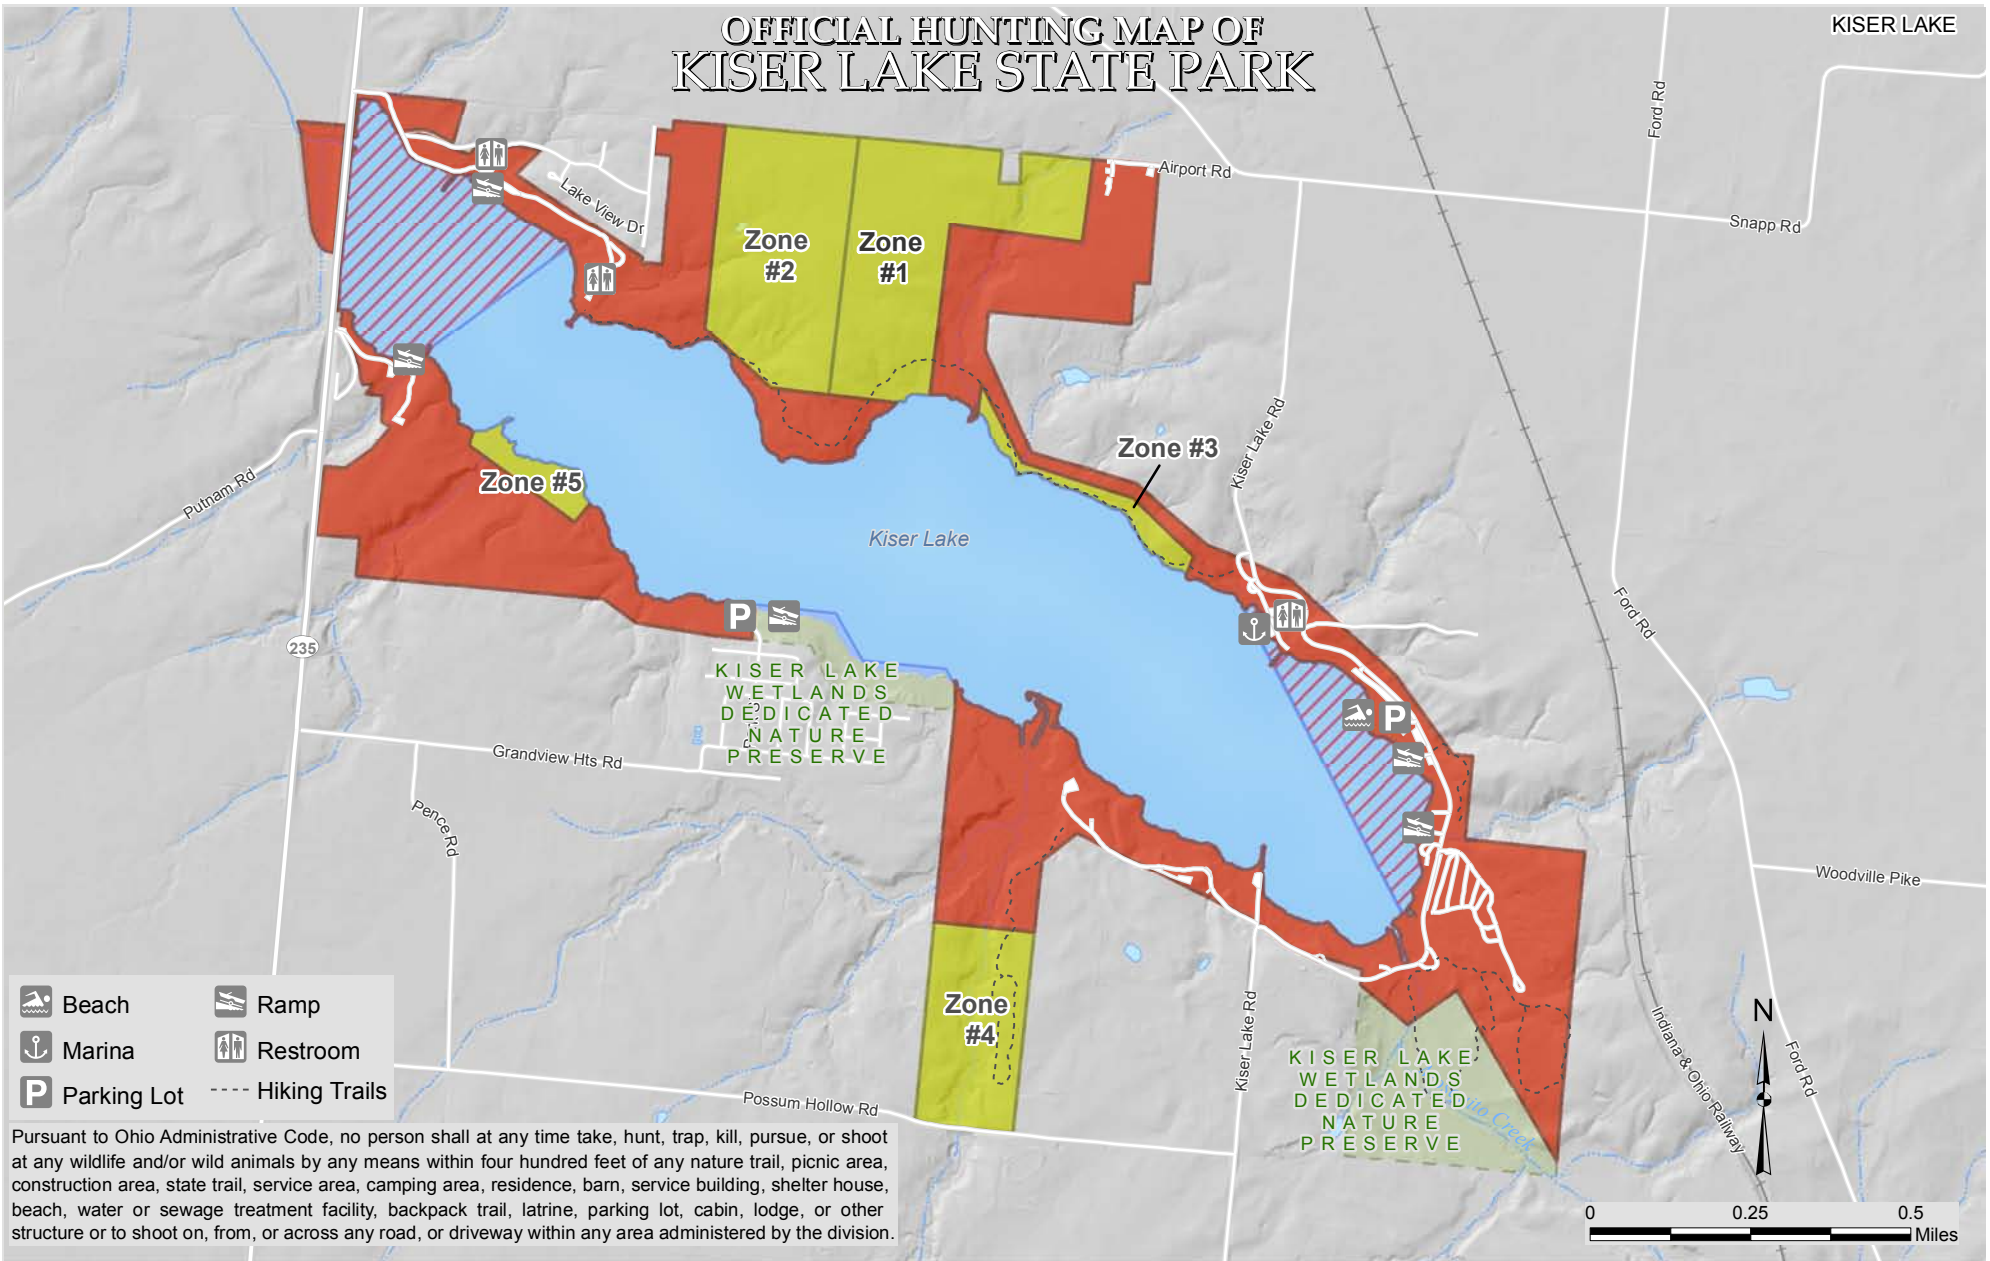 OFFICIAL HUNTING MAP OF
KISER LAKE STATE PARK
KISER LAKE
Ford Rd
Airport Rd
Snapp Rd
Lake View Dr
Zone
#2
Zone
#1
Zone #3
Kiser Lake Rd
Putnam Rd
Zone #5
Kiser Lake
Ford Rd
235
P
KISER LAKE
WETLANDS
DEDICATED
NATURE
PRESERVE
P
Grandview Hts Rd
Pence Rd
Woodville Pike
Zone
#4
Kiser Lake Rd
Indiana & Ohio Railway
Ford Rd
N
KISER LAKE
WETLANDS
DEDICATED
NATURE
PRESERVE
Creek
Possum Hollow Rd
Beach
Ramp
Marina
Restroom
P Parking Lot
Hiking Trails
Pursuant to Ohio Administrative Code, no person shall at any time take, hunt, trap, kill, pursue, or shoot
at any wildlife and/or wild animals by any means within four hundred feet of any nature trail, picnic area,
construction area, state trail, service area, camping area, residence, barn, service building, shelter house,
beach, water or sewage treatment facility, backpack trail, latrine, parking lot, cabin, lodge, or other
structure or to shoot on, from, or across any road, or driveway within any area administered by the division.
0 0.25 0.5
Miles